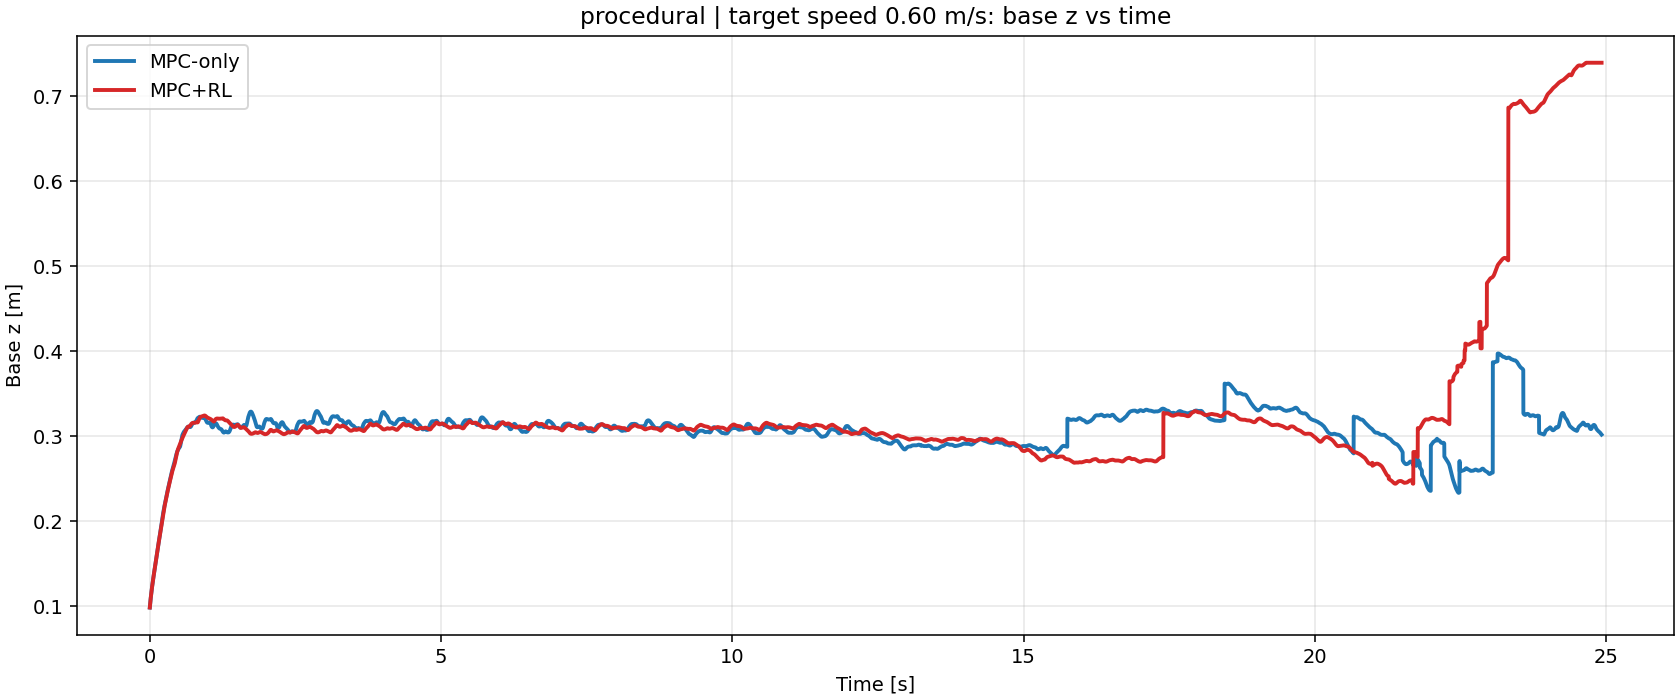 procedural | target speed 0.60 m/s: base z vs time
MPC-only
MPC+RL
Base z [m]
0.7
0.6
0.5
0.4
0.3
0.2
0.1
0
5
10
15
20
25
Time [s]